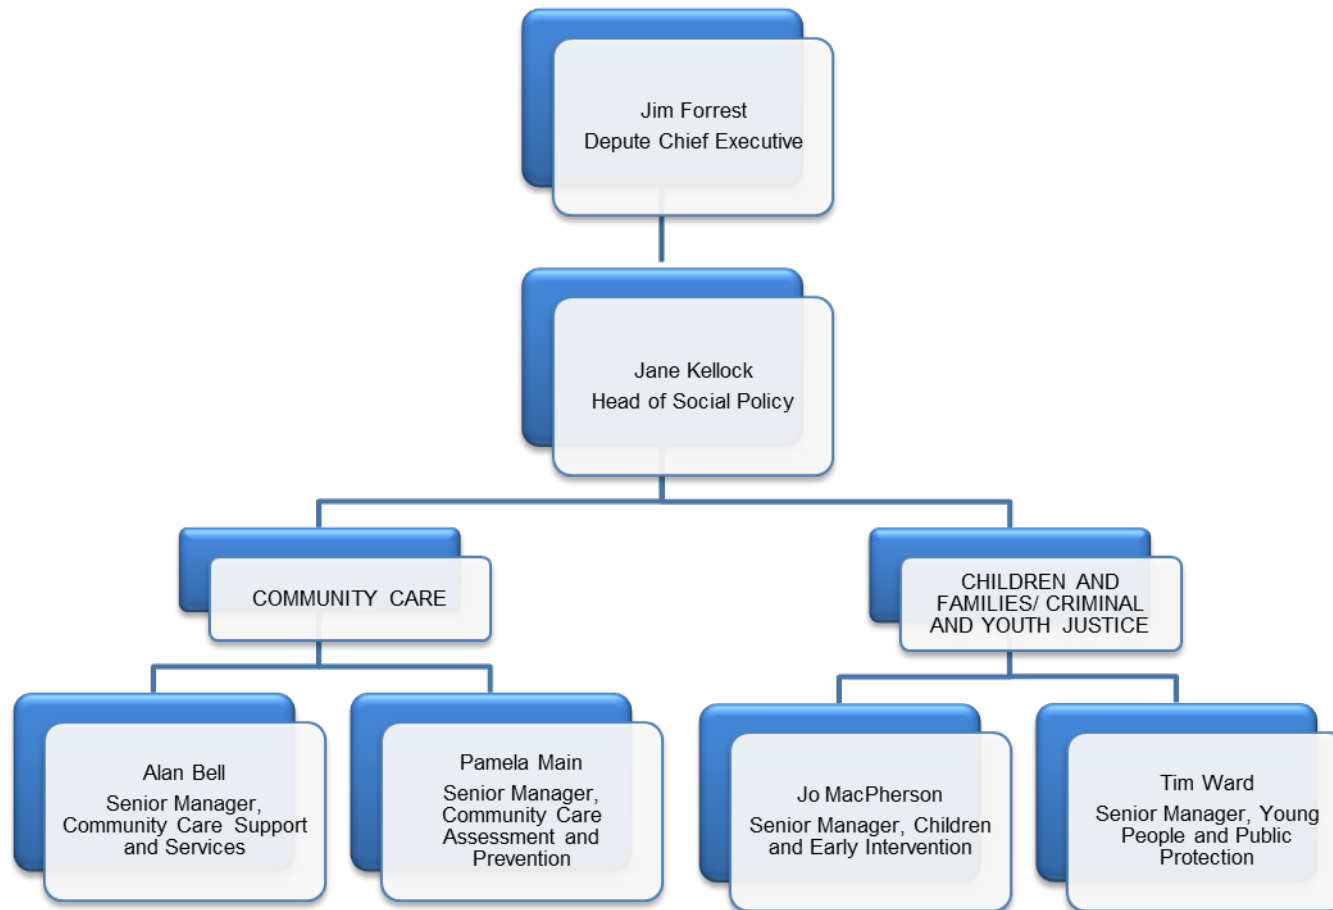 Jim Forrest
Depute Chief Executive
Jane Kellock
Head of Social Policy
COMMUNITY CARE
CHILDREN AND
FAMILIES/ CRIMINAL
AND YOUTH JUSTICE
Alan Bell
Senior Manager,
Community Care Support
and Services
Pamela Main
Senior Manager,
Community Care
Assessment and
Prevention
Jo MacPherson
Senior Manager, Children
and Early Intervention
Tim Ward
Senior Manager, Young
People and Public
Protection